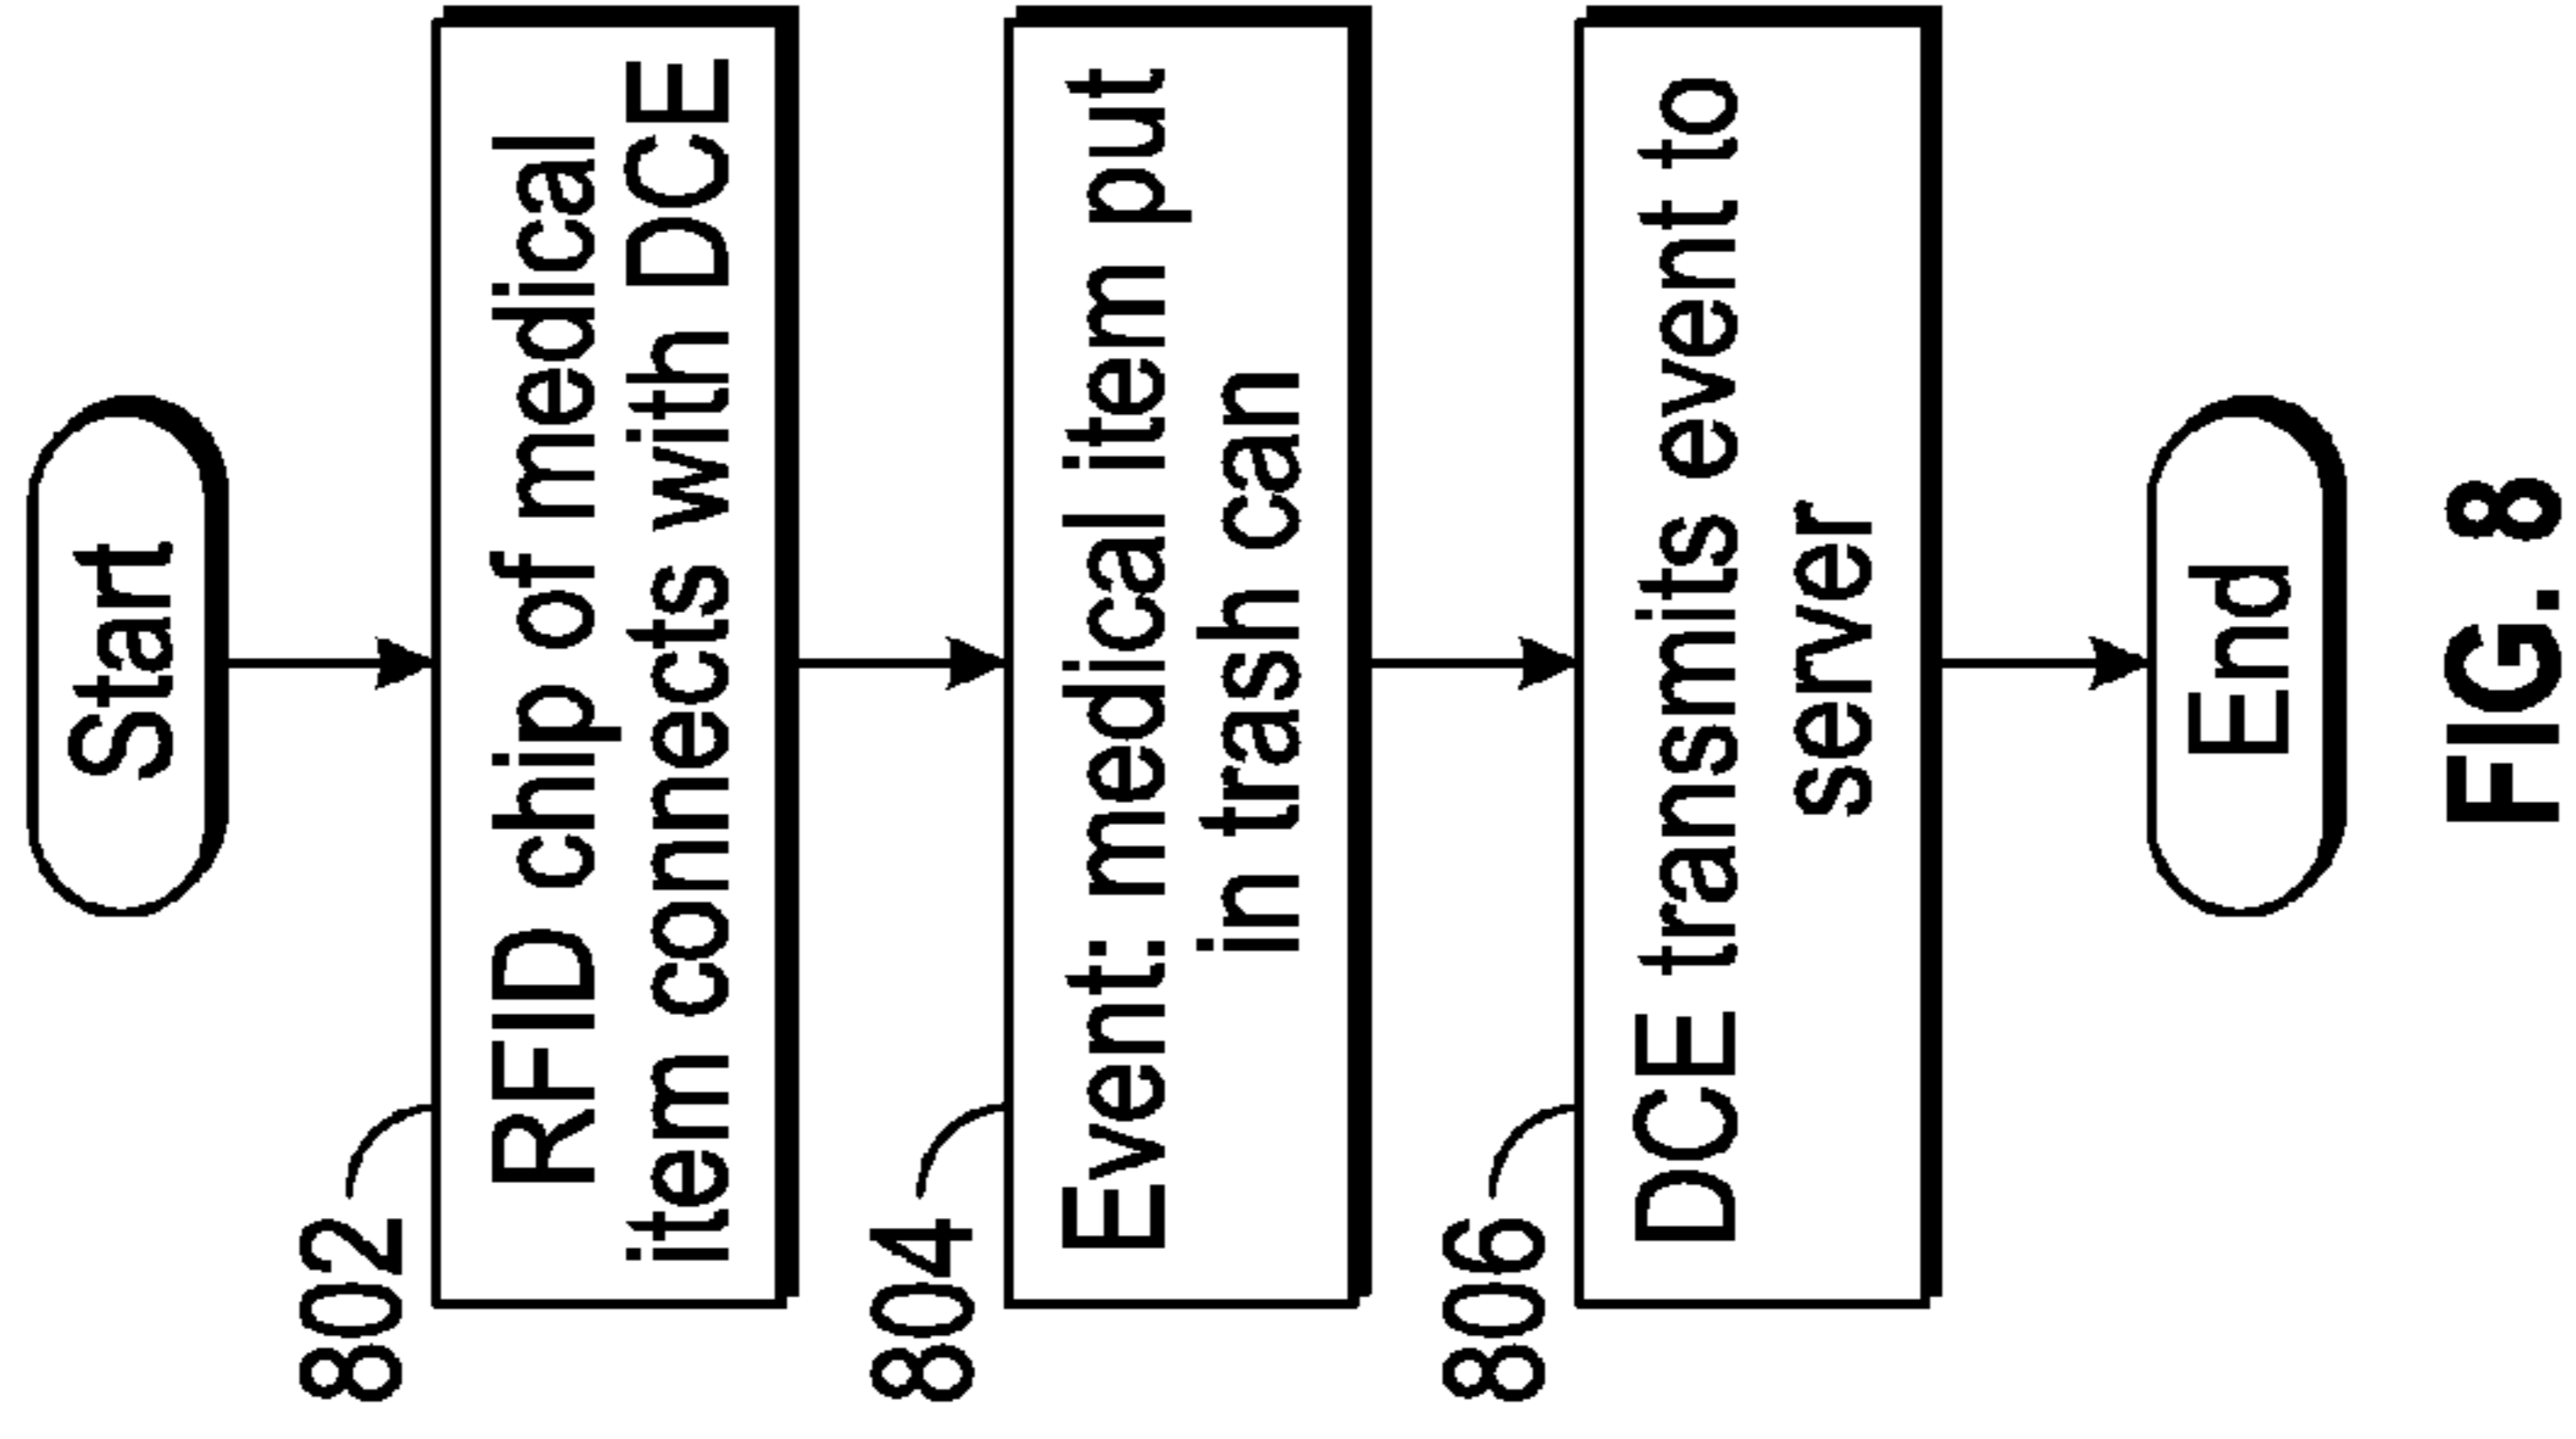 Start
802
RFID chip of medical
item connects with DCE
804
Event: medical item put
in trash can
806
DCE transmits event to
server
End
FIG. 8